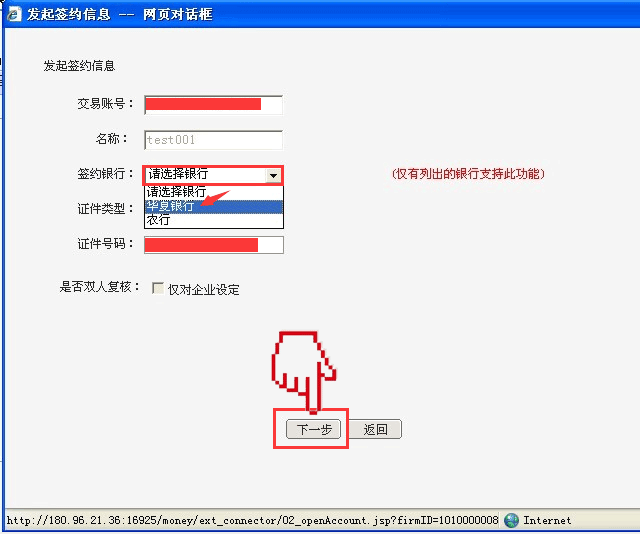 发起签约信息 -- 网页对话框
发起签约信息
交易账号：
名称： test001
签约银行： 请选择银行 (仅有列出的银行支持此功能)
请选择银行
华夏银行
证件类型：
农行
证件号码：
是否双人复核： 仅对企业设定
下一步 返回
http://180.96.21.36:16925/money/ext_connector/02_openAccount.jsp?firmID=1010000008 Internet